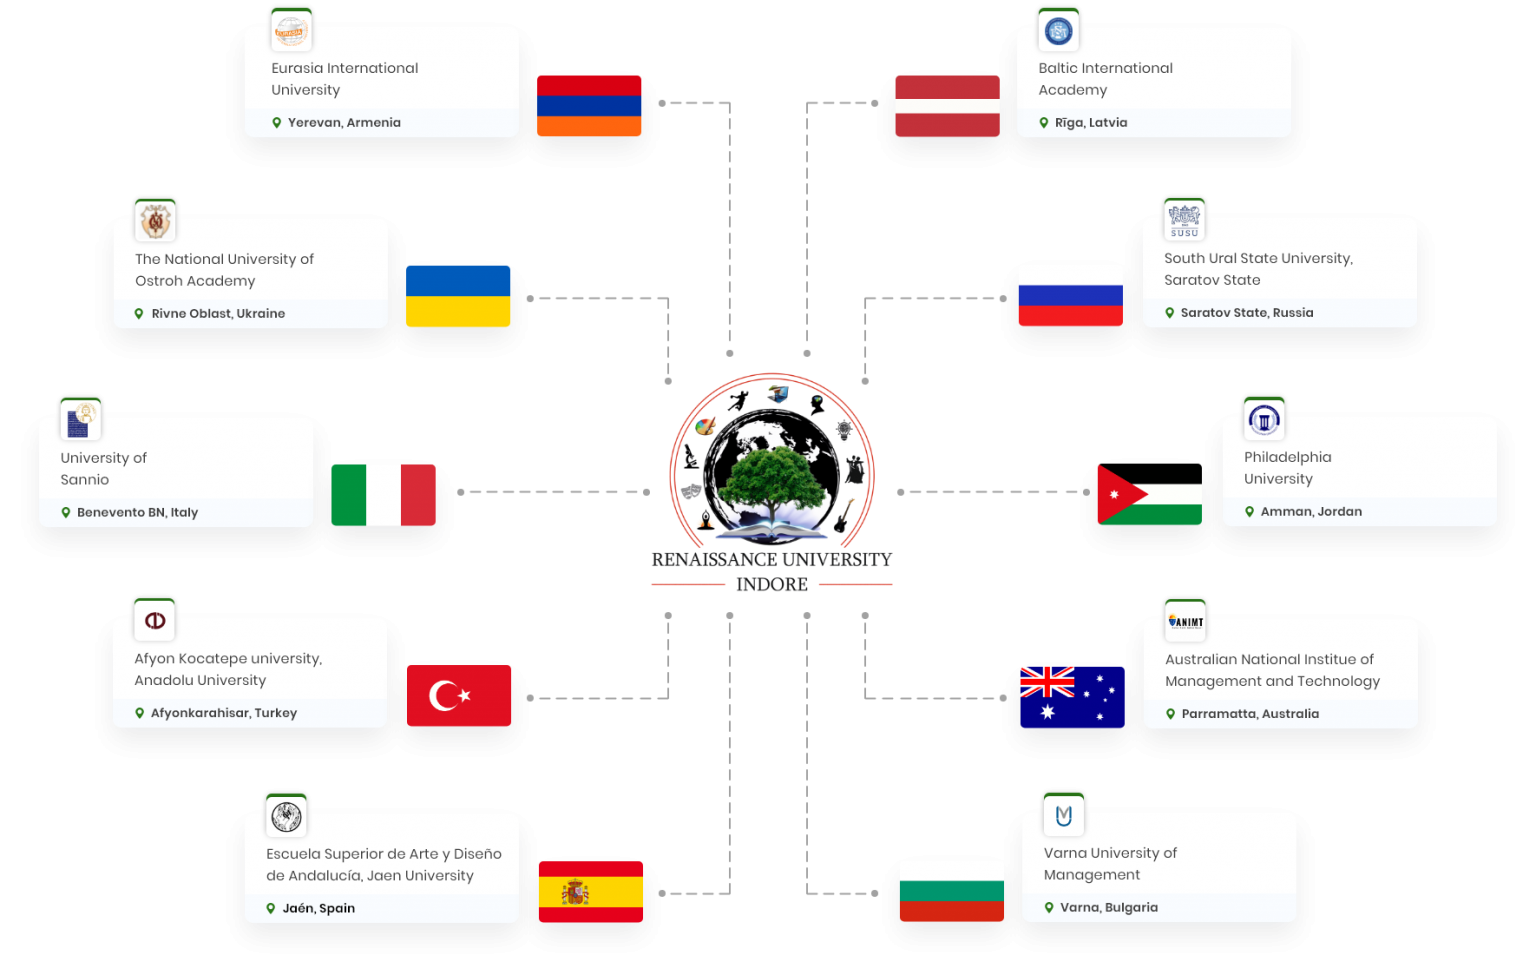 Eurasia International
University
Yerevan, Armenia
Baltic International
Academy
Rīga, Latvia
The National University of
Ostroh Academy
Rivne Oblast, Ukraine
SUSU
South Ural State University,
Saratov State
Saratov State, Russia
University of
Sannio
Benevento BN, Italy
Philadelphia
University
Amman, Jordan
RENAISSANCE UNIVERSITY
INDORE
Afyon Kocatepe university,
Anadolu University
Afyonkarahisar, Turkey
ANIMT
Australian National Institue of
Management and Technology
Parramatta, Australia
Escuela Superior de Arte y Diseño
de Andalucía, Jaen University
Jaén, Spain
Varna University of
Management
Varna, Bulgaria